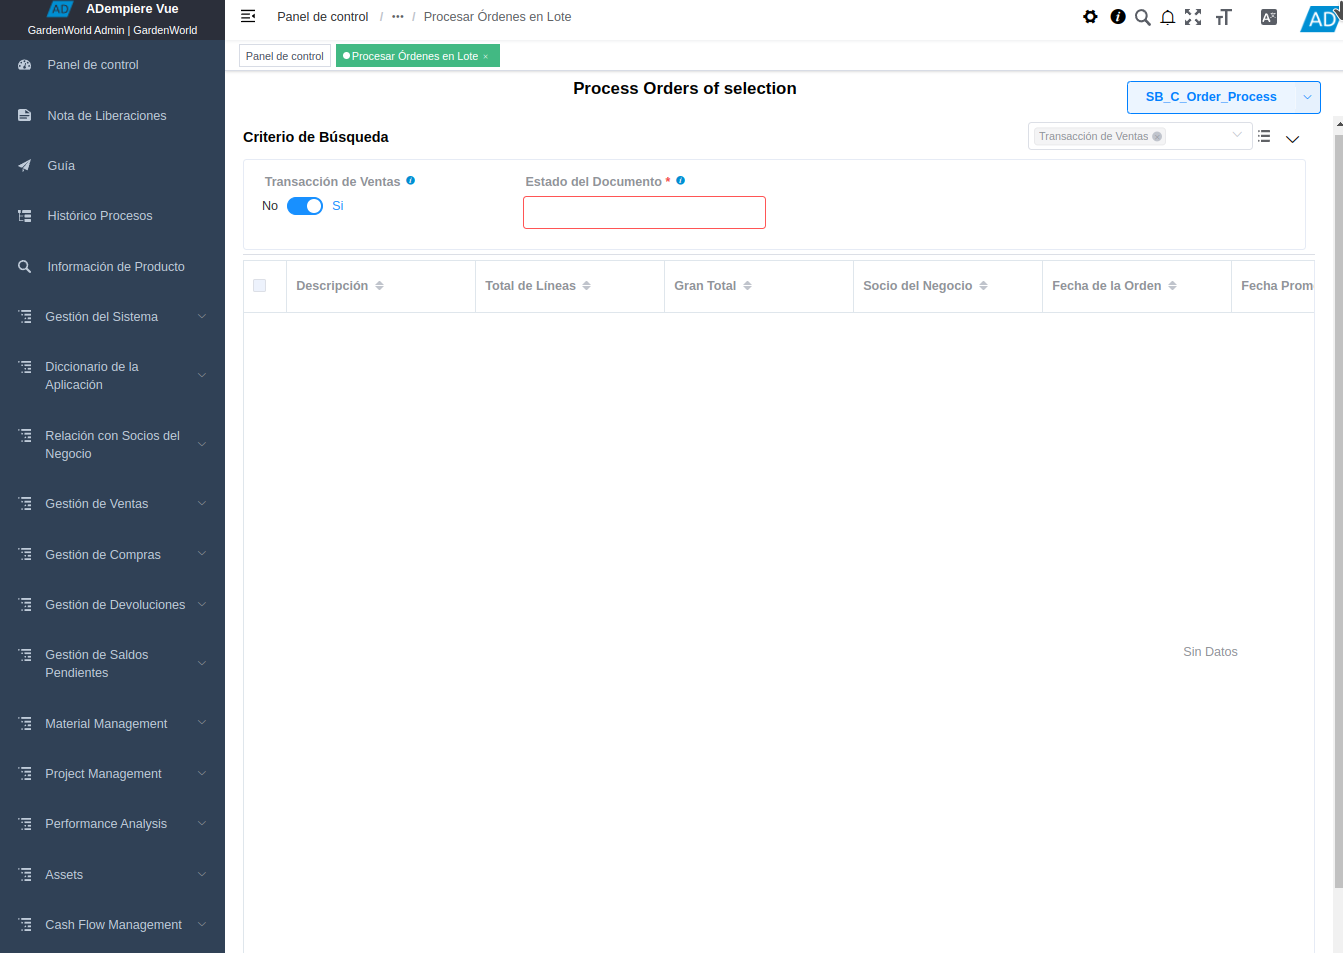 AD ADempiere Vue
GardenWorld Admin | GardenWorld
Panel de control
Nota de Liberaciones
Guía
Histórico Procesos
Información de Producto
Gestión del Sistema
Diccionario de la
Aplicación
Relación con Socios del
Negocio
Gestión de Ventas
Gestión de Compras
Gestión de Devoluciones
Gestión de Saldos
Pendientes
Material Management
Project Management
Performance Analysis
Assets
Cash Flow Management
Panel de control / ••• / Procesar Órdenes en Lote
AD
Panel de control
Procesar Órdenes en Lote ×
Process Orders of selection
SB_C_Order_Process
Criterio de Búsqueda
Transacción de Ventas
Transacción de Ventas
No Si
Estado del Documento *
Descripción Total de Líneas Gran Total Socio del Negocio Fecha de la Orden Fecha Prom
Sin Datos